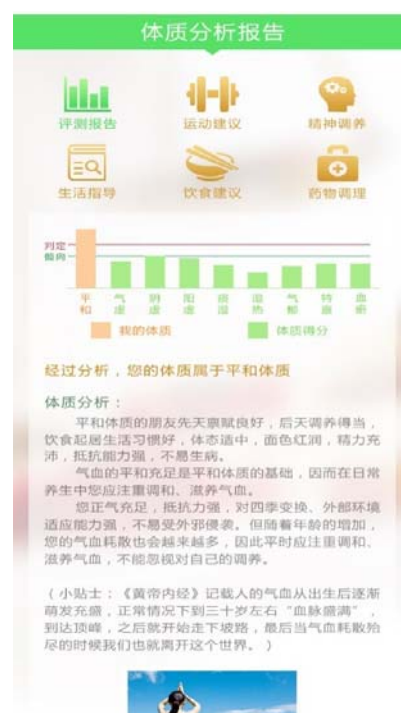 体质分析报告
评测报告 运动建议 精神调养
生活指导 饮食建议 药物调理
判定
倾向
平和 气虚 阴虚 阳虚 痰湿 湿热 气郁 特禀 血瘀
我的体质 体质得分
经过分析，您的体质属于平和体质
体质分析：
平和体质的朋友先天禀赋良好，后天调养得当，
饮食起居生活习惯好，体态适中，面色红润，精力充
沛，抵抗能力强，不易生病。
气血的平和充足是平和体质的基础，因而在日常
养生中您应注重调和、滋养气血。
您正气充足，抵抗力强，对四季变换、外部环境
适应能力强，不易受外邪侵袭。但随着年龄的增加，
您的气血耗散也会越来越多，因此平时应注重调和、
滋养气血，不能忽视对自己的调养。
（小贴士：《黄帝内经》记载人的气血从出生后逐渐
萌发充盛，正常情况下到三十岁左右“血脉盛满”，
到达顶峰，之后就开始走下坡路，最后当气血耗散殆
尽的时候我们也就离开这个世界。）